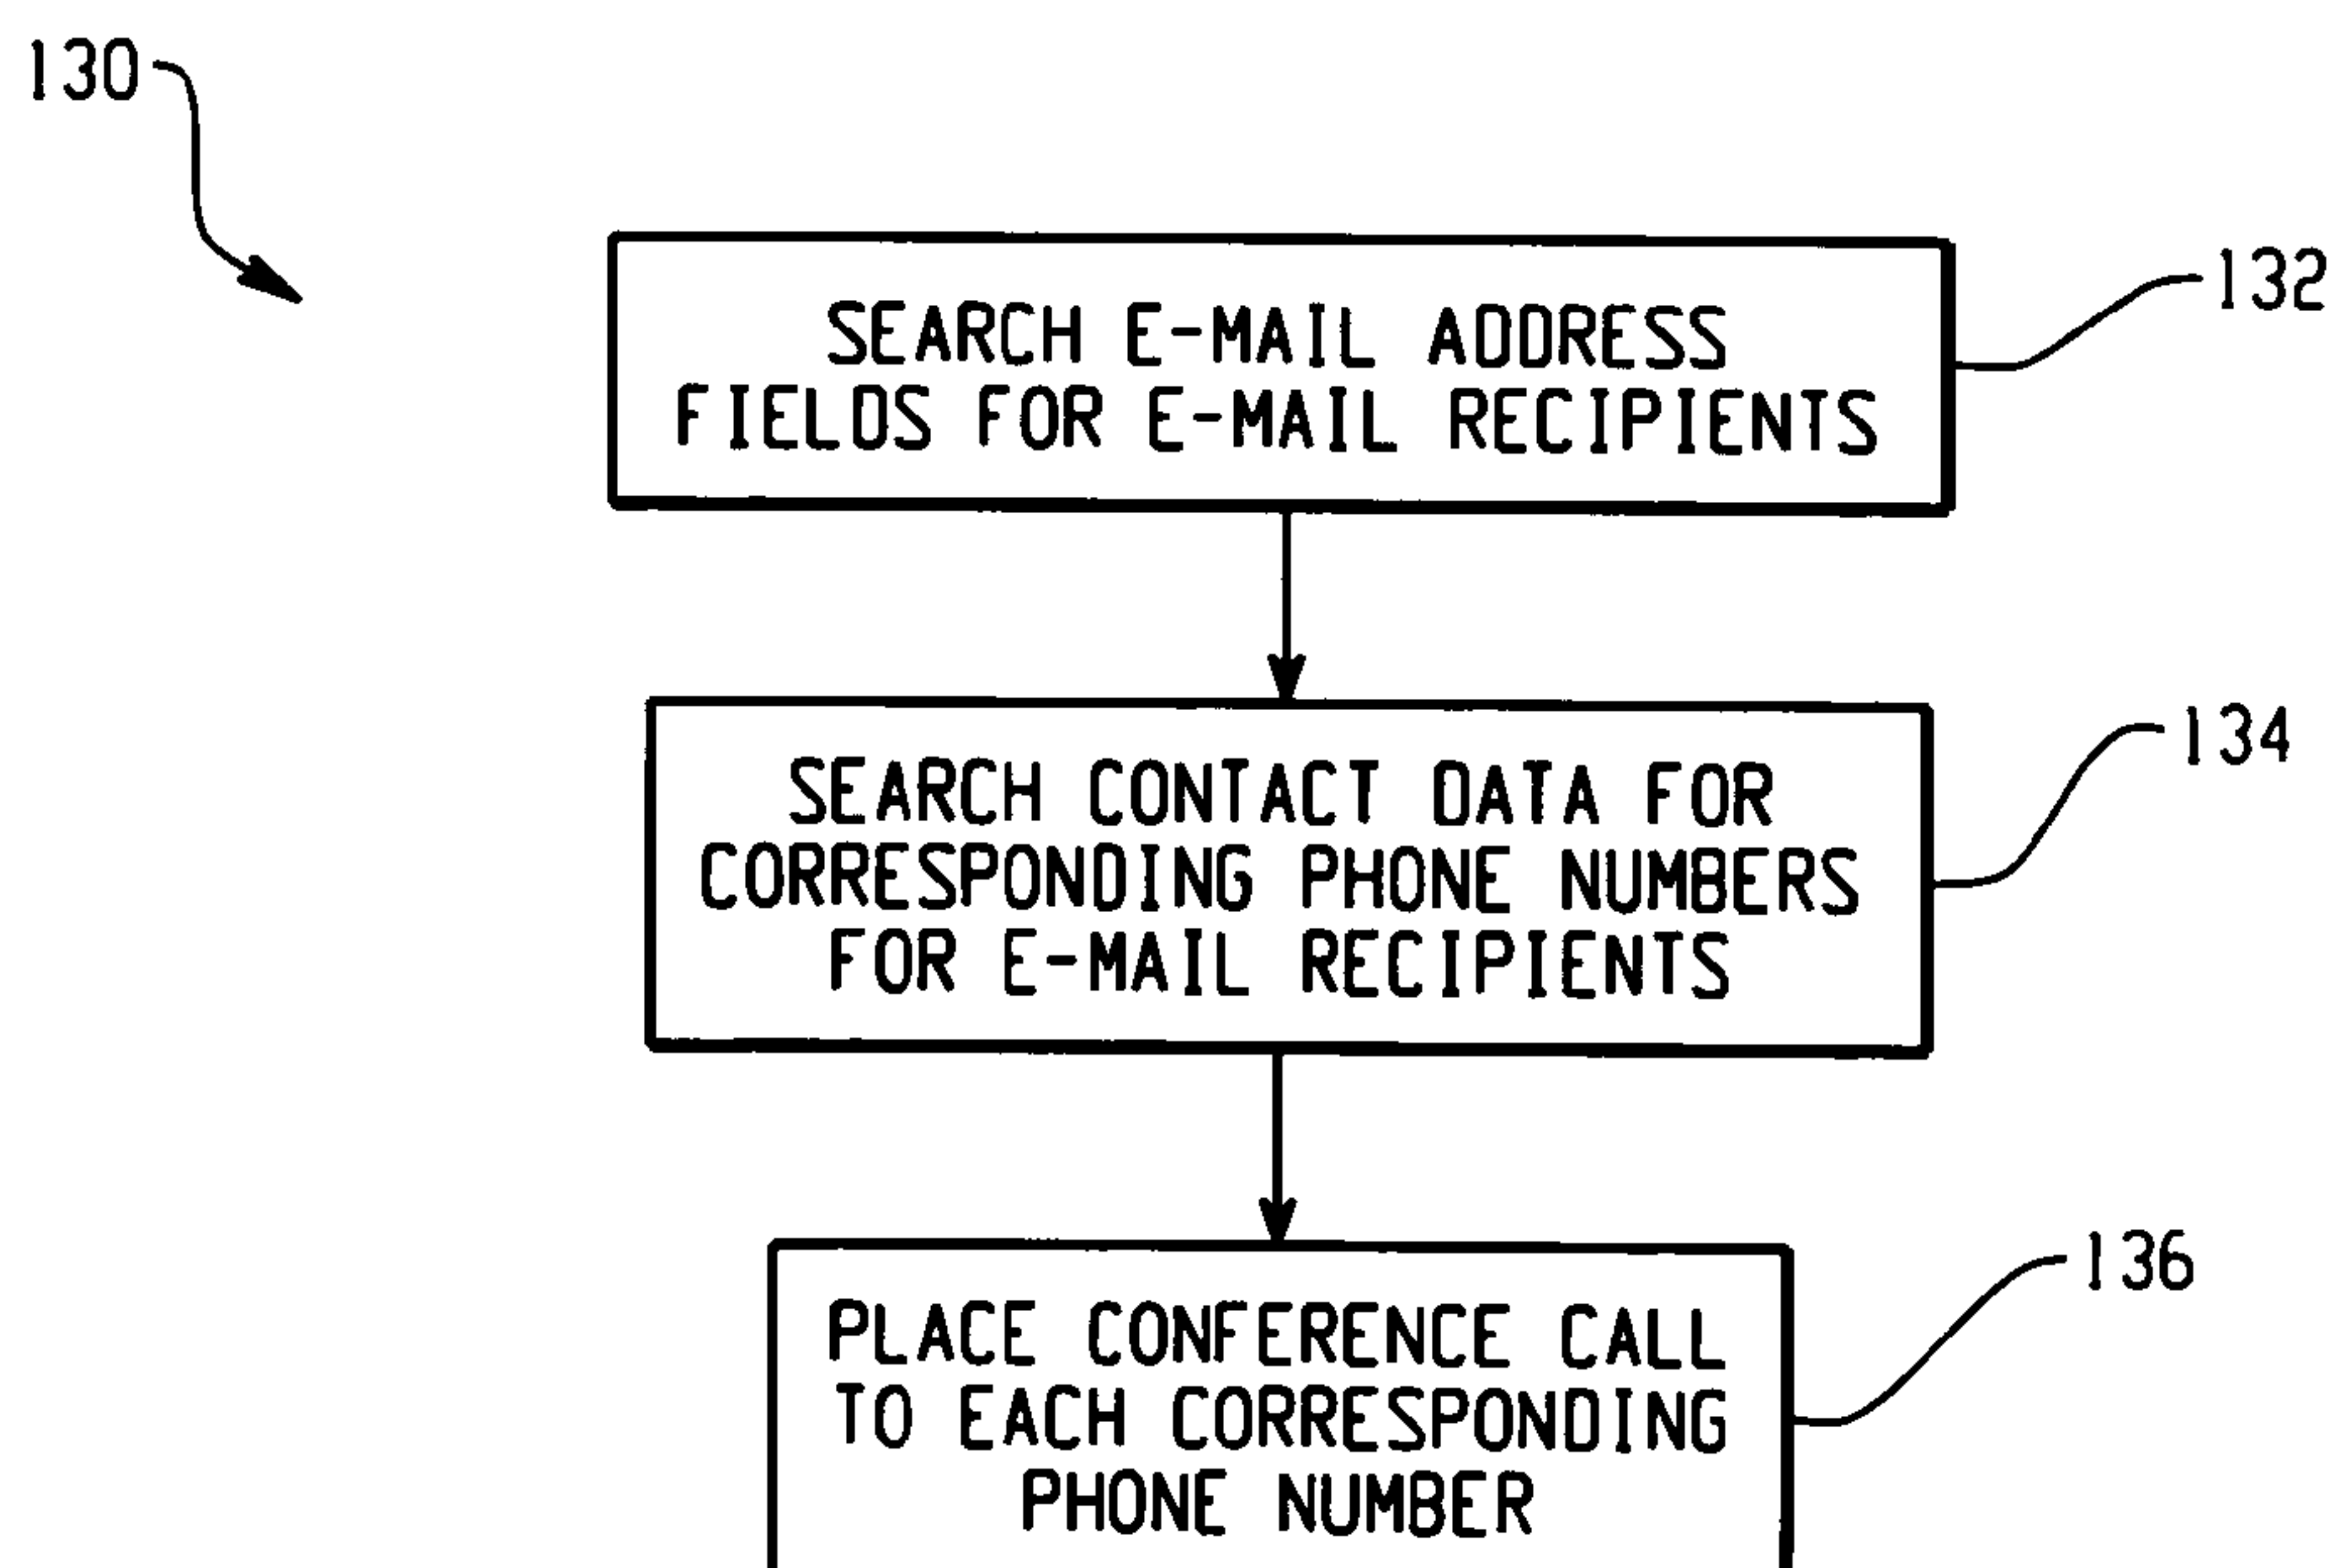 130
132
SEARCH E-MAIL ADDRESS
FIELDS FOR E-MAIL RECIPIENTS
134
SEARCH CONTACT DATA FOR
CORRESPONDING PHONE NUMBERS
FOR E-MAIL RECIPIENTS
136
PLACE CONFERENCE CALL
TO EACH CORRESPONDING
PHONE NUMBER